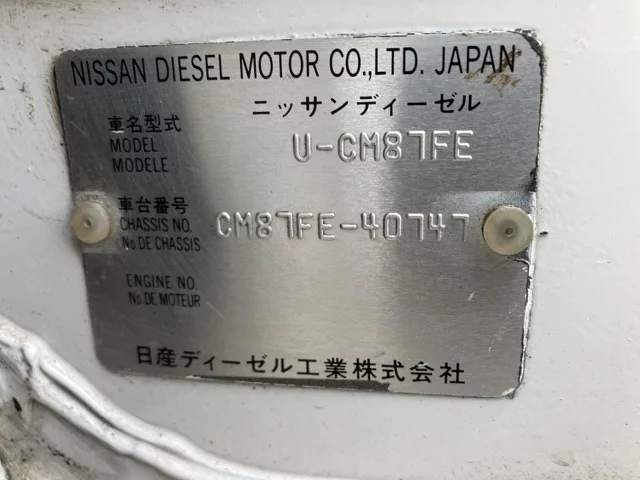 NISSAN DIESEL MOTOR CO.,LTD. JAPAN
ニッサンディーゼル
車名型式
MODEL
MODELE
U-CM87FE
車台番号
CHASSIS NO.
No.DE CHASSIS
CM87FE-40747
ENGINE NO.
No.DE MOTEUR
日産ディーゼル工業株式会社